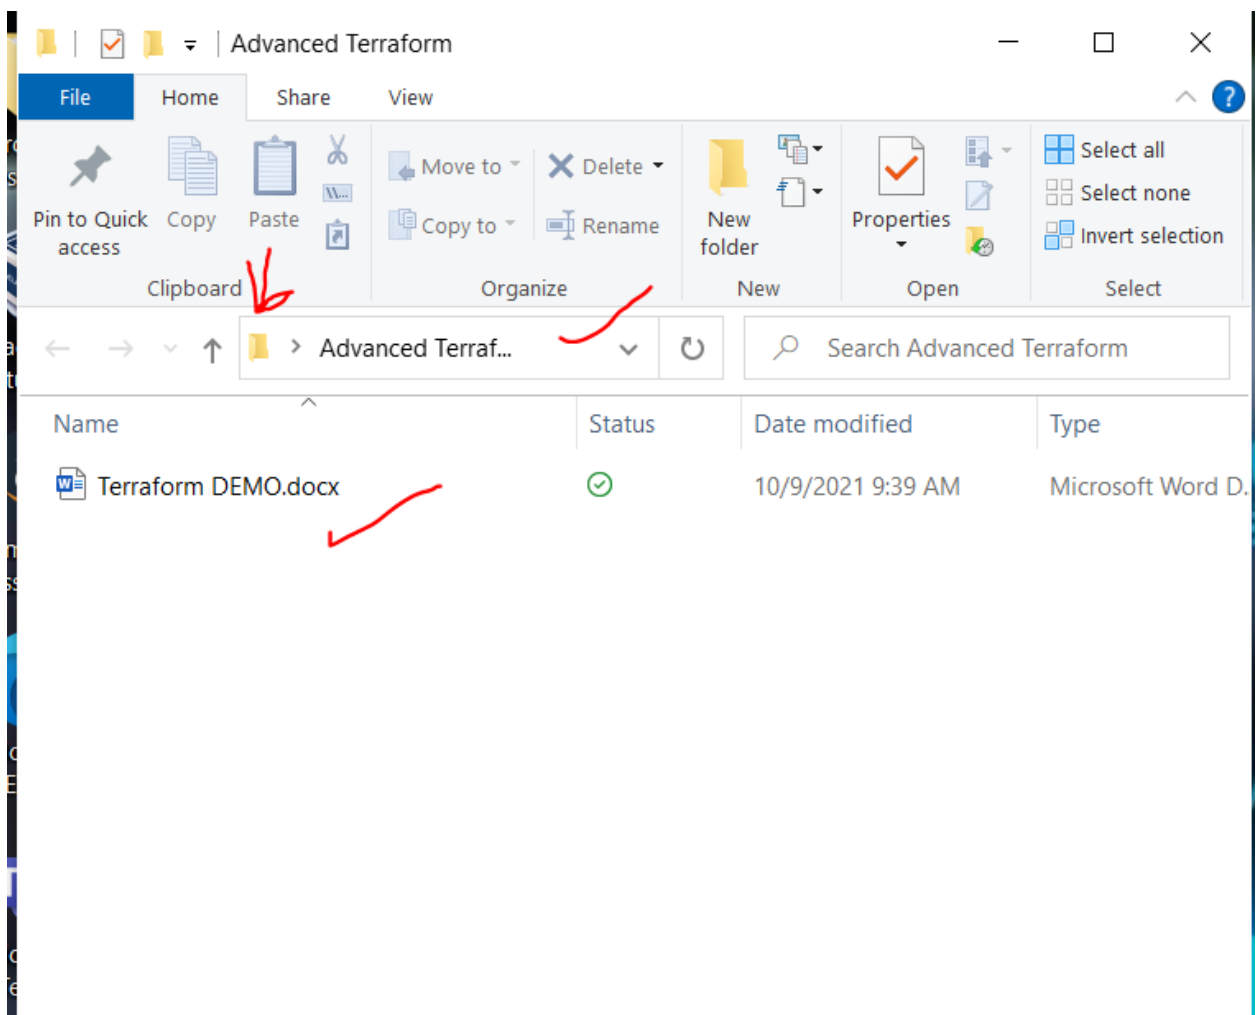 Advanced Terraform
File Home Share View
?
Pin to Quick access
Copy
Paste
Move to
Copy to
Delete
Rename
New folder
Properties
Select all
Select none
Invert selection
Clipboard Organize New Open Select
Advanced Terraf...
Search Advanced Terraform
Name Status Date modified Type
Terraform DEMO.docx 10/9/2021 9:39 AM Microsoft Word D.